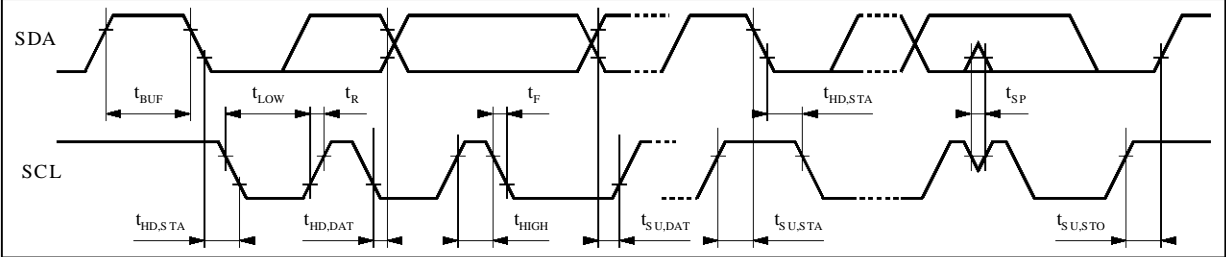 SDA
t_BUF t_LOW t_R t_F t_HD,STA t_SP
SCL
t_HD,STA t_HD,DAT t_HIGH t_SU,DAT t_SU,STA t_SU,STO